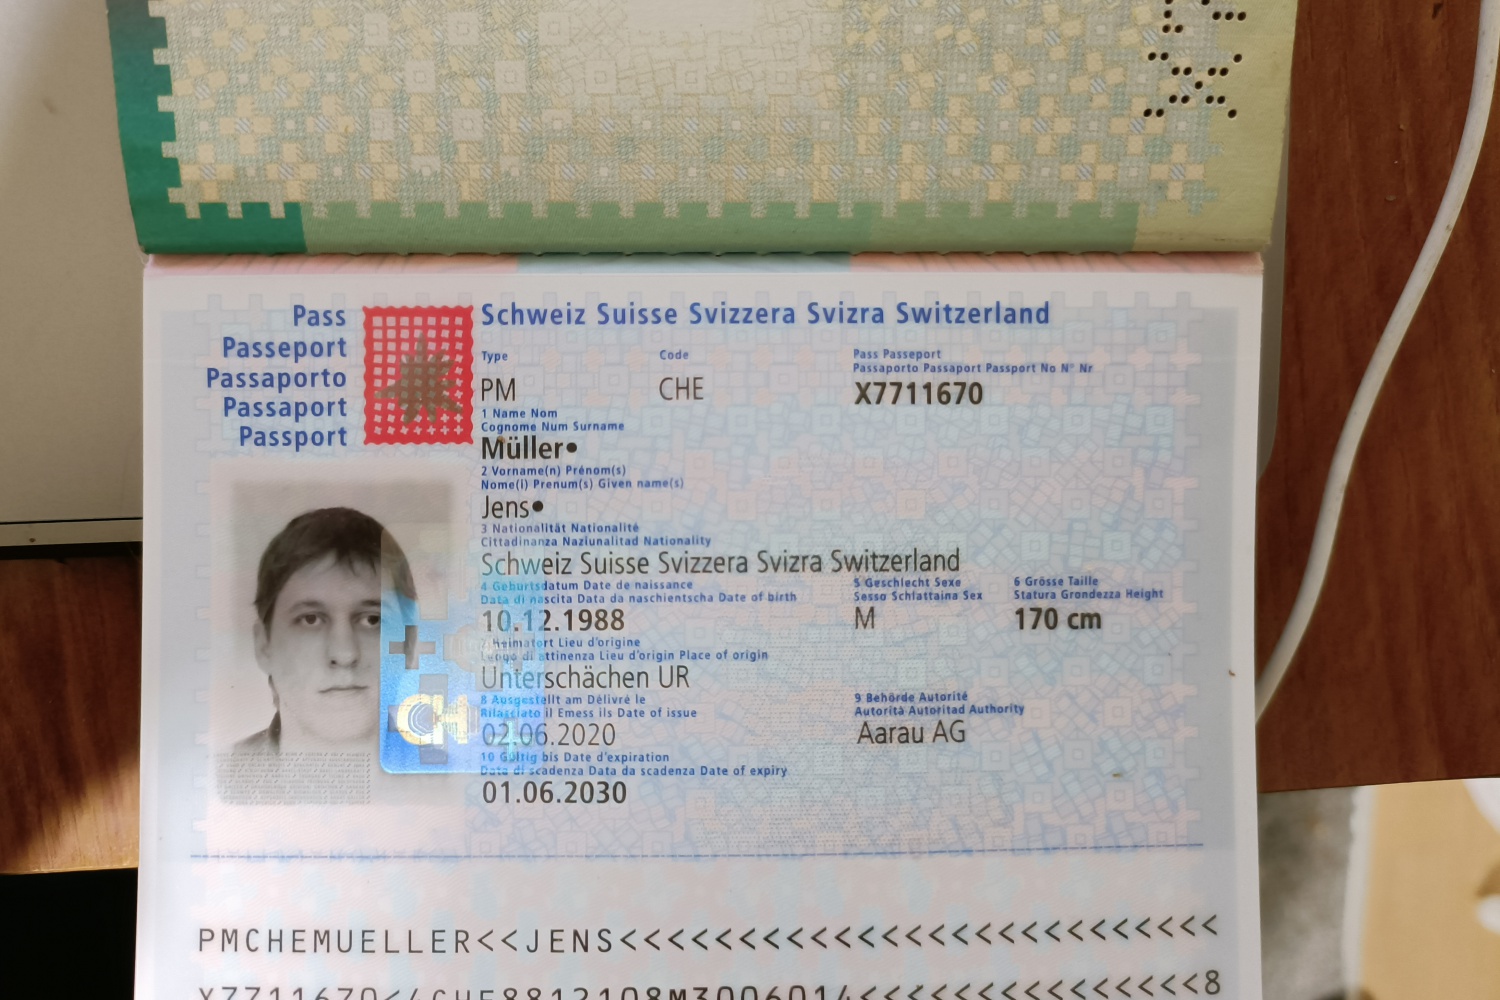 Pass
Passeport
Passaporto
Passaport
Passport
Schweiz Suisse Svizzera Svizra Switzerland
Type
Code
Pass Passeport
Passaporto Passaport Passport No N° Nr
PM
CHE
X7711670
1 Name Nom
Cognome Num Surname
Müller•
2 Vorname(n) Prénom(s)
Nome(i) Prenum(s) Given name(s)
Jens•
3 Nationalität Nationalité
Cittadinanza Naziunalitad Nationality
Schweiz Suisse Svizzera Svizra Switzerland
4 Geburtsdatum Date de naissance
Data di nascita Data da naschientscha Date of birth
10.12.1988
5 Geschlecht Sexe
Sesso Schlattaina Sex
M
6 Grösse Taille
Statura Grondezza Height
170 cm
7 Heimatort Lieu d'origine
Luogo di attinenza Lieu d'origin Place of origin
Unterschächen UR
8 Ausgestellt am Délivré le
Rilasciato il Emess ils Date of issue
02.06.2020
9 Behörde Autorité
Autorità Autoritad Authority
Aarau AG
10 Gültig bis Date d'expiration
Data di scadenza Data da scadenza Date of expiry
01.06.2030
CH
PMCHEMUELLER<<JENS<<<<<<<<<<<<<<<<<<<<<<<<<<
X7711670<4CHE8812108M3006014<<<<<<<<<<<<<<<8